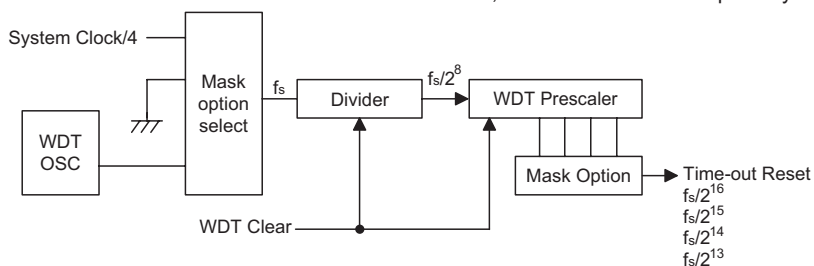 System Clock/4
Mask
option
select
fs
Divider
fs/2^8
WDT Prescaler
WDT
OSC
Mask Option
Time-out Reset
fs/2^16
fs/2^15
fs/2^14
fs/2^13
WDT Clear